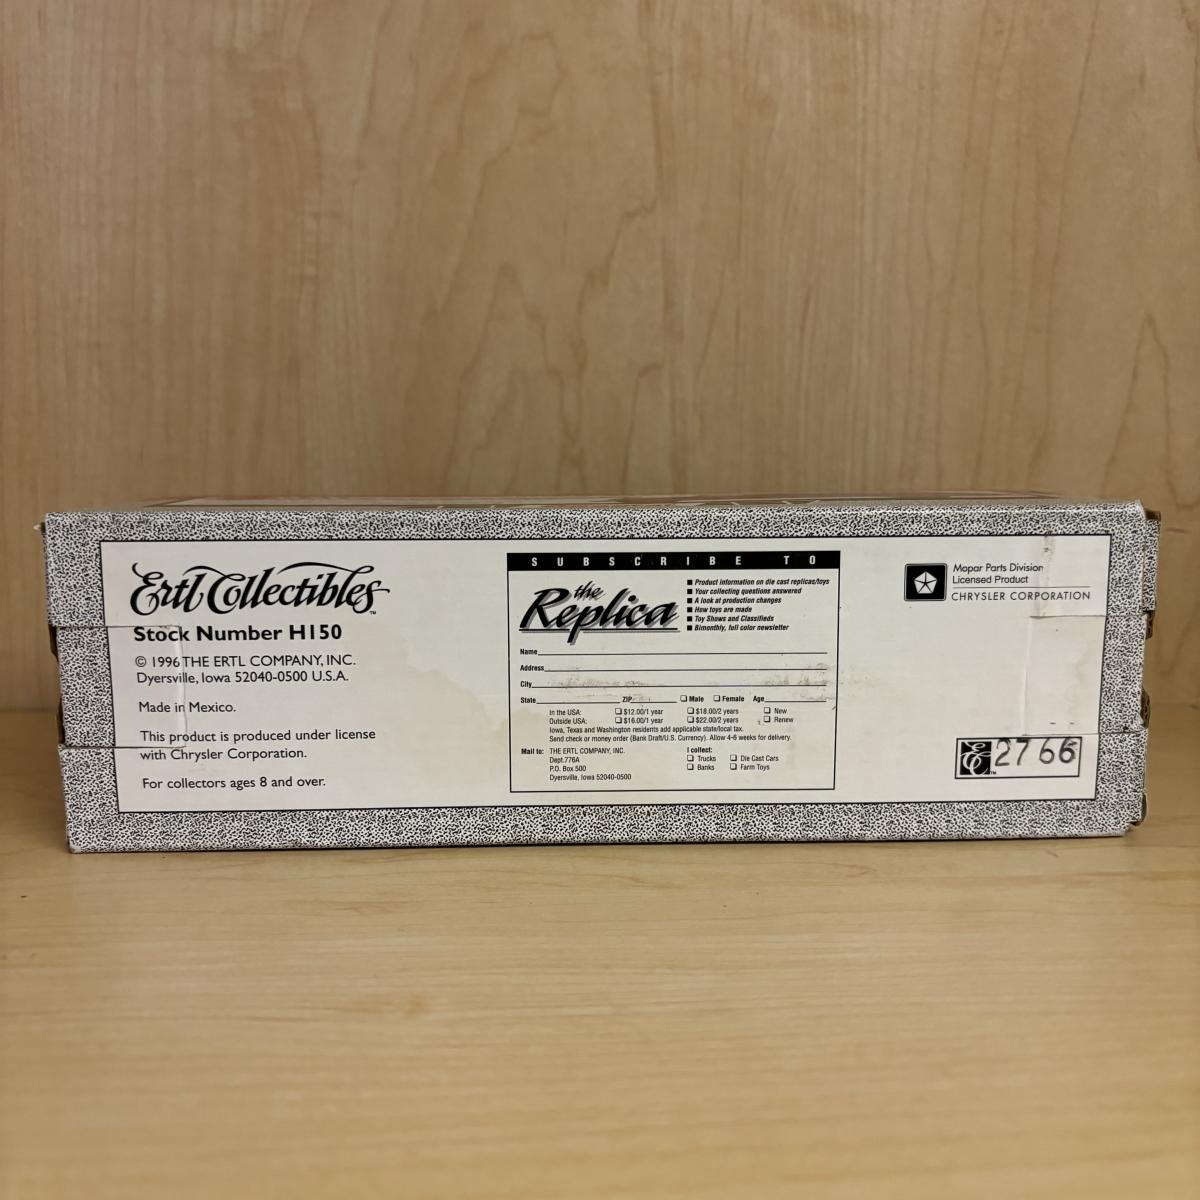 Ertl Collectibles™
Stock Number H150
© 1996 THE ERTL COMPANY, INC.
Dyersville, Iowa 52040-0500 U.S.A.
Made in Mexico.
This product is produced under license
with Chrysler Corporation.
For collectors ages 8 and over.
SUBSCRIBE TO
the
Replica
■ Product information on die cast replicas/toys
■ Your collecting questions answered
■ A look at production changes
■ How toys are made
■ Toy Shows and Classifieds
■ Bimonthly, full color newsletter
Name
Address
City
State ZIP ☐ Male ☐ Female Age
In the USA: ☐ $12.00/1 year ☐ $18.00/2 years ☐ New
Outside USA: ☐ $16.00/1 year ☐ $22.00/2 years ☐ Renew
Iowa, Texas and Washington residents add applicable state/local tax.
Send check or money order (Bank Draft/U.S. Currency). Allow 4-6 weeks for delivery.
Mail to: THE ERTL COMPANY, INC.
Dept.776A
P.O. Box 500
Dyersville, Iowa 52040-0500
I collect:
☐ Trucks ☐ Die Cast Cars
☐ Banks ☐ Farm Toys
Mopar Parts Division
Licensed Product
CHRYSLER CORPORATION
EC™ 2766